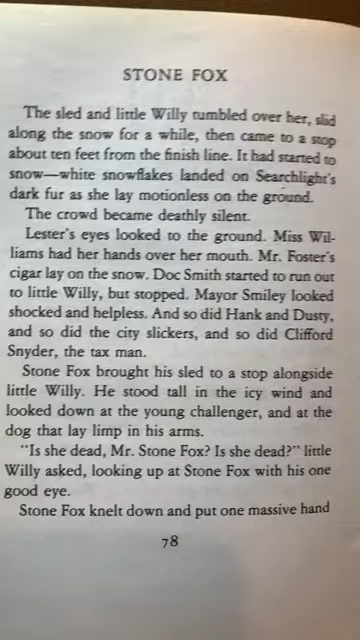 STONE FOX
The sled and little Willy tumbled over her, slid
along the snow for a while, then came to a stop
about ten feet from the finish line. It had started to
snow—white snowflakes landed on Searchlight's
dark fur as she lay motionless on the ground.
The crowd became deathly silent.
Lester's eyes looked to the ground. Miss Wil-
liams had her hands over her mouth. Mr. Foster's
cigar lay on the snow. Doc Smith started to run out
to little Willy, but stopped. Mayor Smiley looked
shocked and helpless. And so did Hank and Dusty,
and so did the city slickers, and so did Clifford
Snyder, the tax man.
Stone Fox brought his sled to a stop alongside
little Willy. He stood tall in the icy wind and
looked down at the young challenger, and at the
dog that lay limp in his arms.
"Is she dead, Mr. Stone Fox? Is she dead?" little
Willy asked, looking up at Stone Fox with his one
good eye.
Stone Fox knelt down and put one massive hand
78